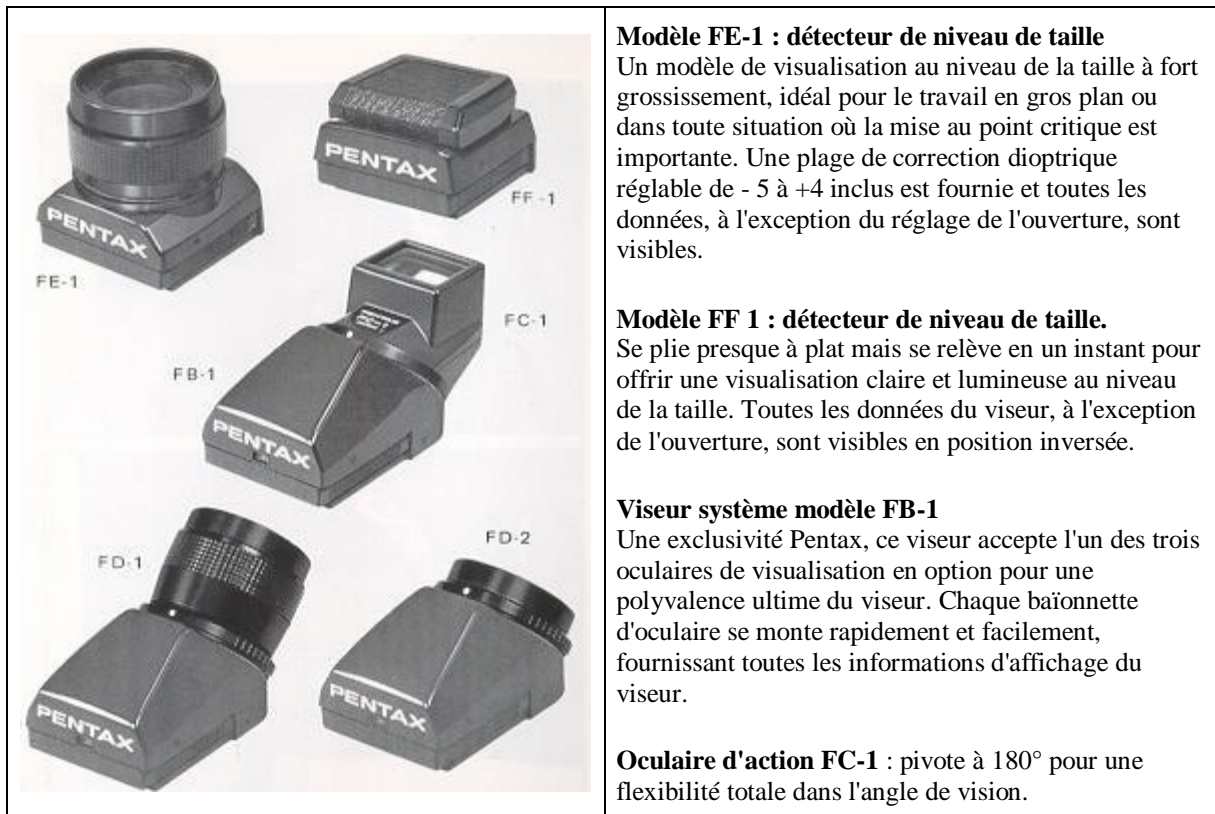 PENTAX
FE-1
PENTAX
FF-1
FC-1
FB-1
PENTAX
FD-1
PENTAX
FD-2
PENTAX
Modèle FE-1 : détecteur de niveau de taille
Un modèle de visualisation au niveau de la taille à fort
grossissement, idéal pour le travail en gros plan ou
dans toute situation où la mise au point critique est
importante. Une plage de correction dioptrique
réglable de - 5 à +4 inclus est fournie et toutes les
données, à l'exception du réglage de l'ouverture, sont
visibles.
Modèle FF 1 : détecteur de niveau de taille.
Se plie presque à plat mais se relève en un instant pour
offrir une visualisation claire et lumineuse au niveau
de la taille. Toutes les données du viseur, à l'exception
de l'ouverture, sont visibles en position inversée.
Viseur système modèle FB-1
Une exclusivité Pentax, ce viseur accepte l'un des trois
oculaires de visualisation en option pour une
polyvalence ultime du viseur. Chaque baïonnette
d'oculaire se monte rapidement et facilement,
fournissant toutes les informations d'affichage du
viseur.
Oculaire d'action FC-1 : pivote à 180° pour une
flexibilité totale dans l'angle de vision.